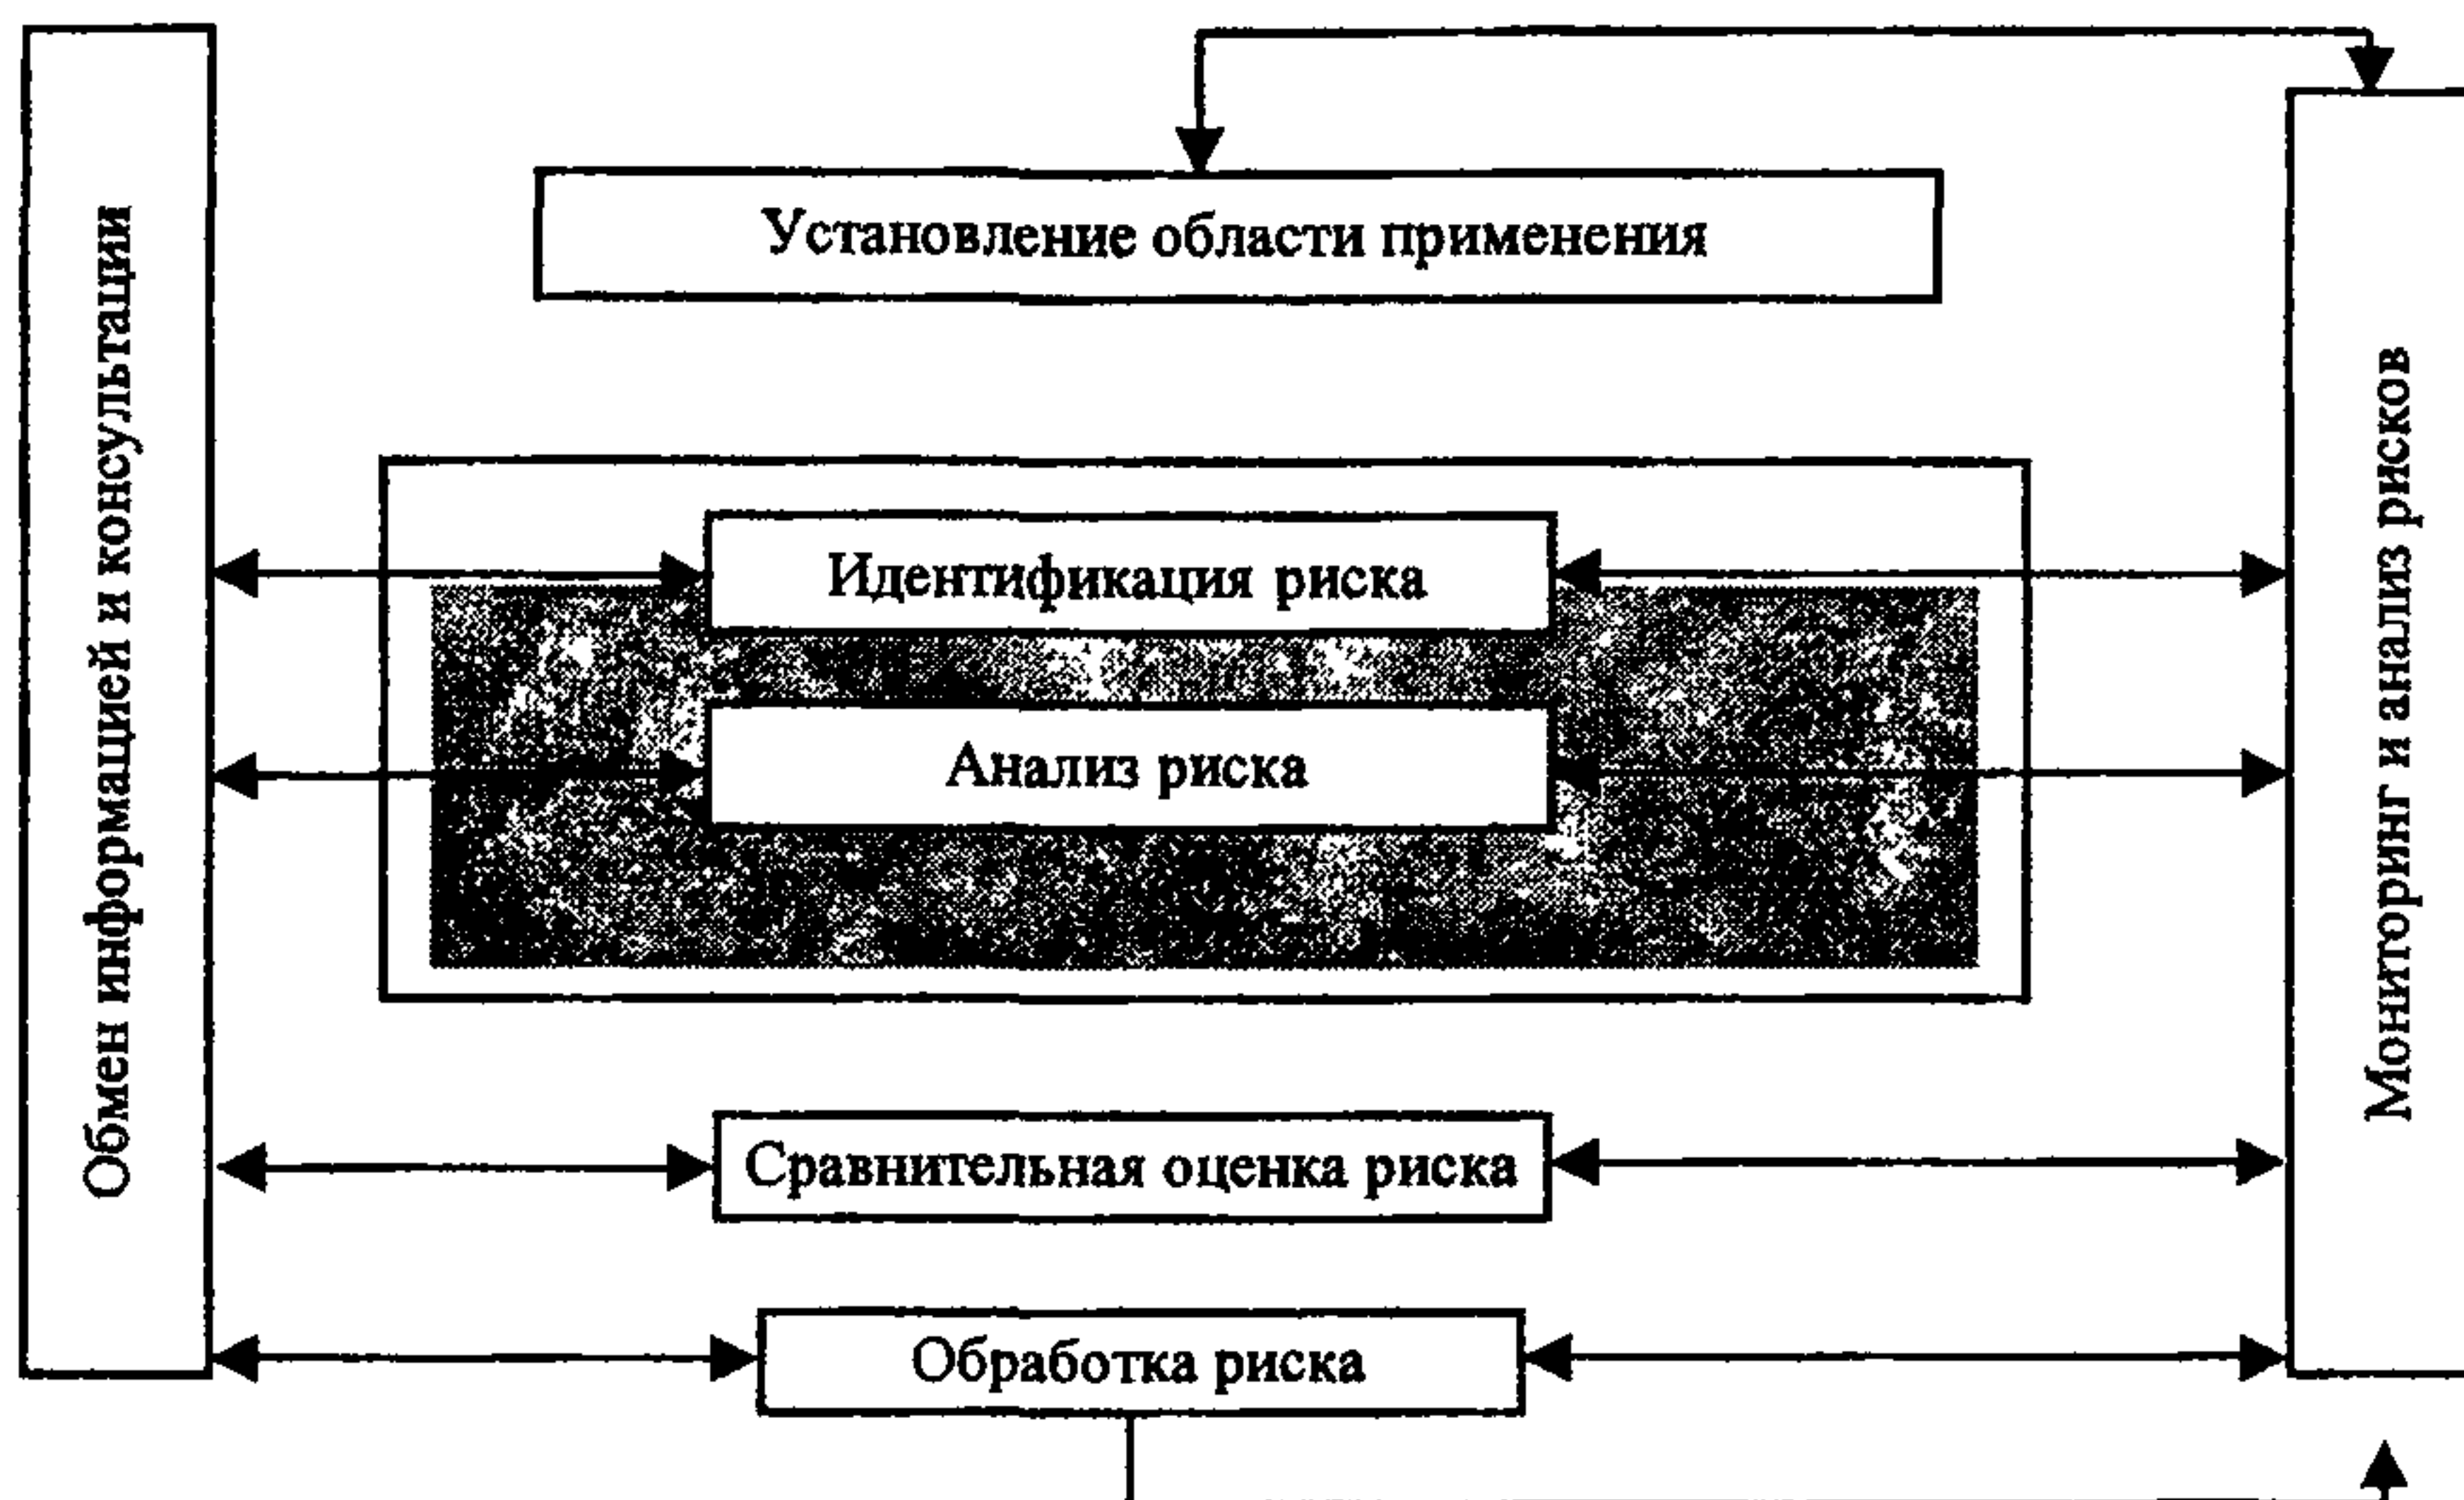 Обмен информацией и консультации
Установление области применения
Идентификация риска
Анализ риска
Сравнительная оценка риска
Обработка риска
Мониторинг и анализ рисков